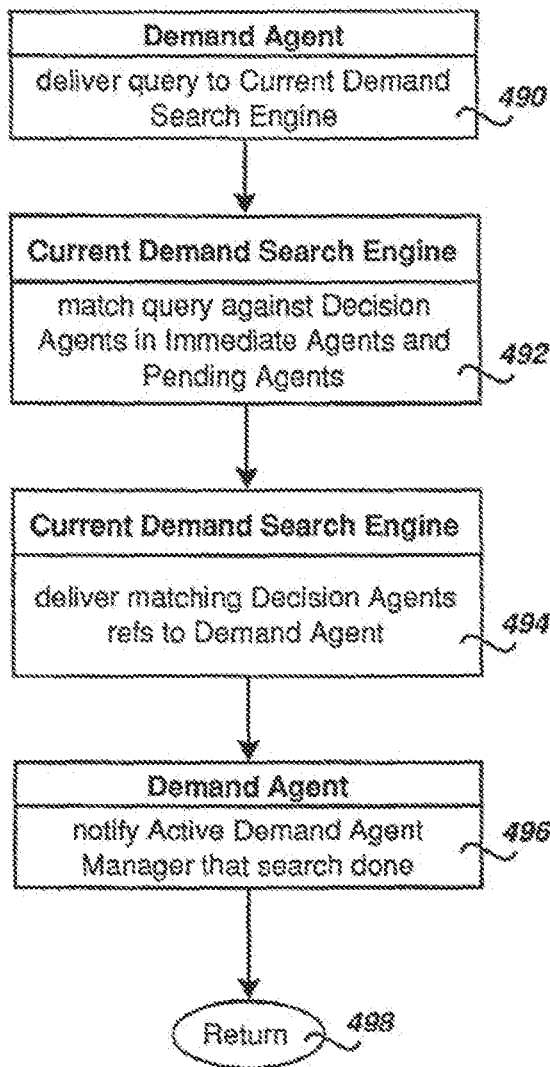 Demand Agent
deliver query to Current Demand
Search Engine
490
Current Demand Search Engine
match query against Decision
Agents in Immediate Agents and
Pending Agents
492
Current Demand Search Engine
deliver matching Decision Agents
refs to Demand Agent
494
Demand Agent
notify Active Demand Agent
Manager that search done
496
Return
498